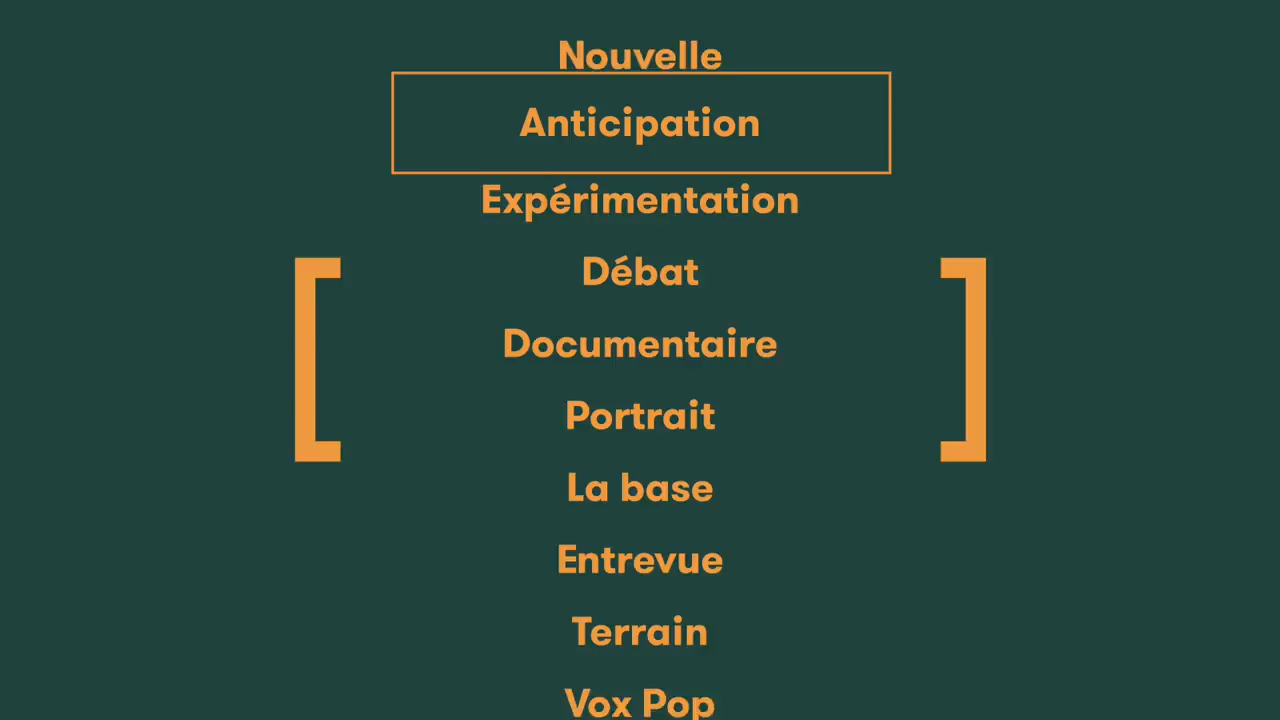 Nouvelle
Anticipation
Expérimentation
Débat
Documentaire
Portrait
La base
Entrevue
Terrain
Vox Pop